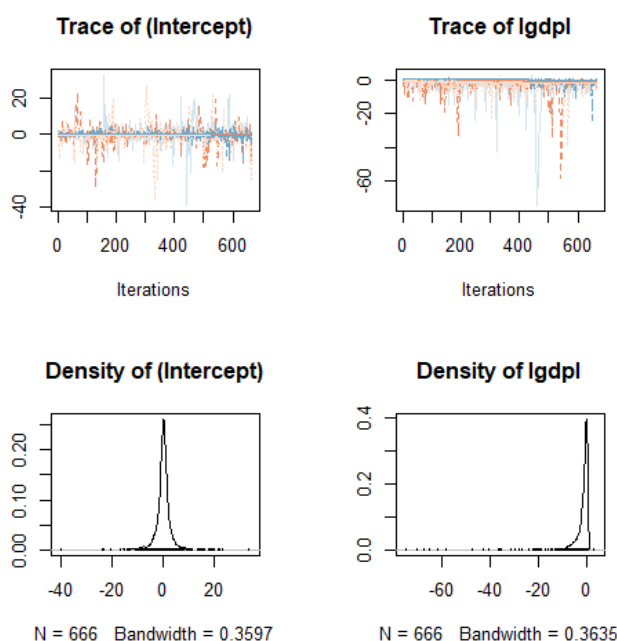 Trace of (Intercept)
Trace of lgdpl
20
0
-40
0 200 400 600
Iterations
0
-20
-60
0 200 400 600
Iterations
Density of (Intercept)
Density of lgdpl
0.20
0.10
0.00
-40 -20 0 20
N = 666 Bandwidth = 0.3597
0.4
0.2
0.0
-60 -40 -20 0
N = 666 Bandwidth = 0.3635